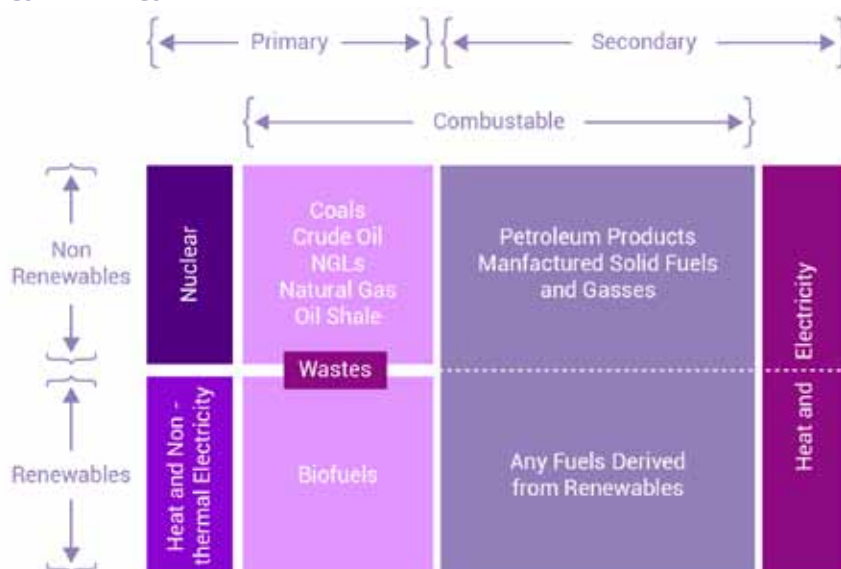 Primary
Secondary
Combustable
Non
Renewables
Nuclear
Coals
Crude Oil
NGLs
Natural Gas
Oil Shale
Petroleum Products
Manfactured Solid Fuels
and Gasses
Heat and Electricity
Wastes
Renewables
Heat and Non -
thermal Electricity
Biofuels
Any Fuels Derived
from Renewables